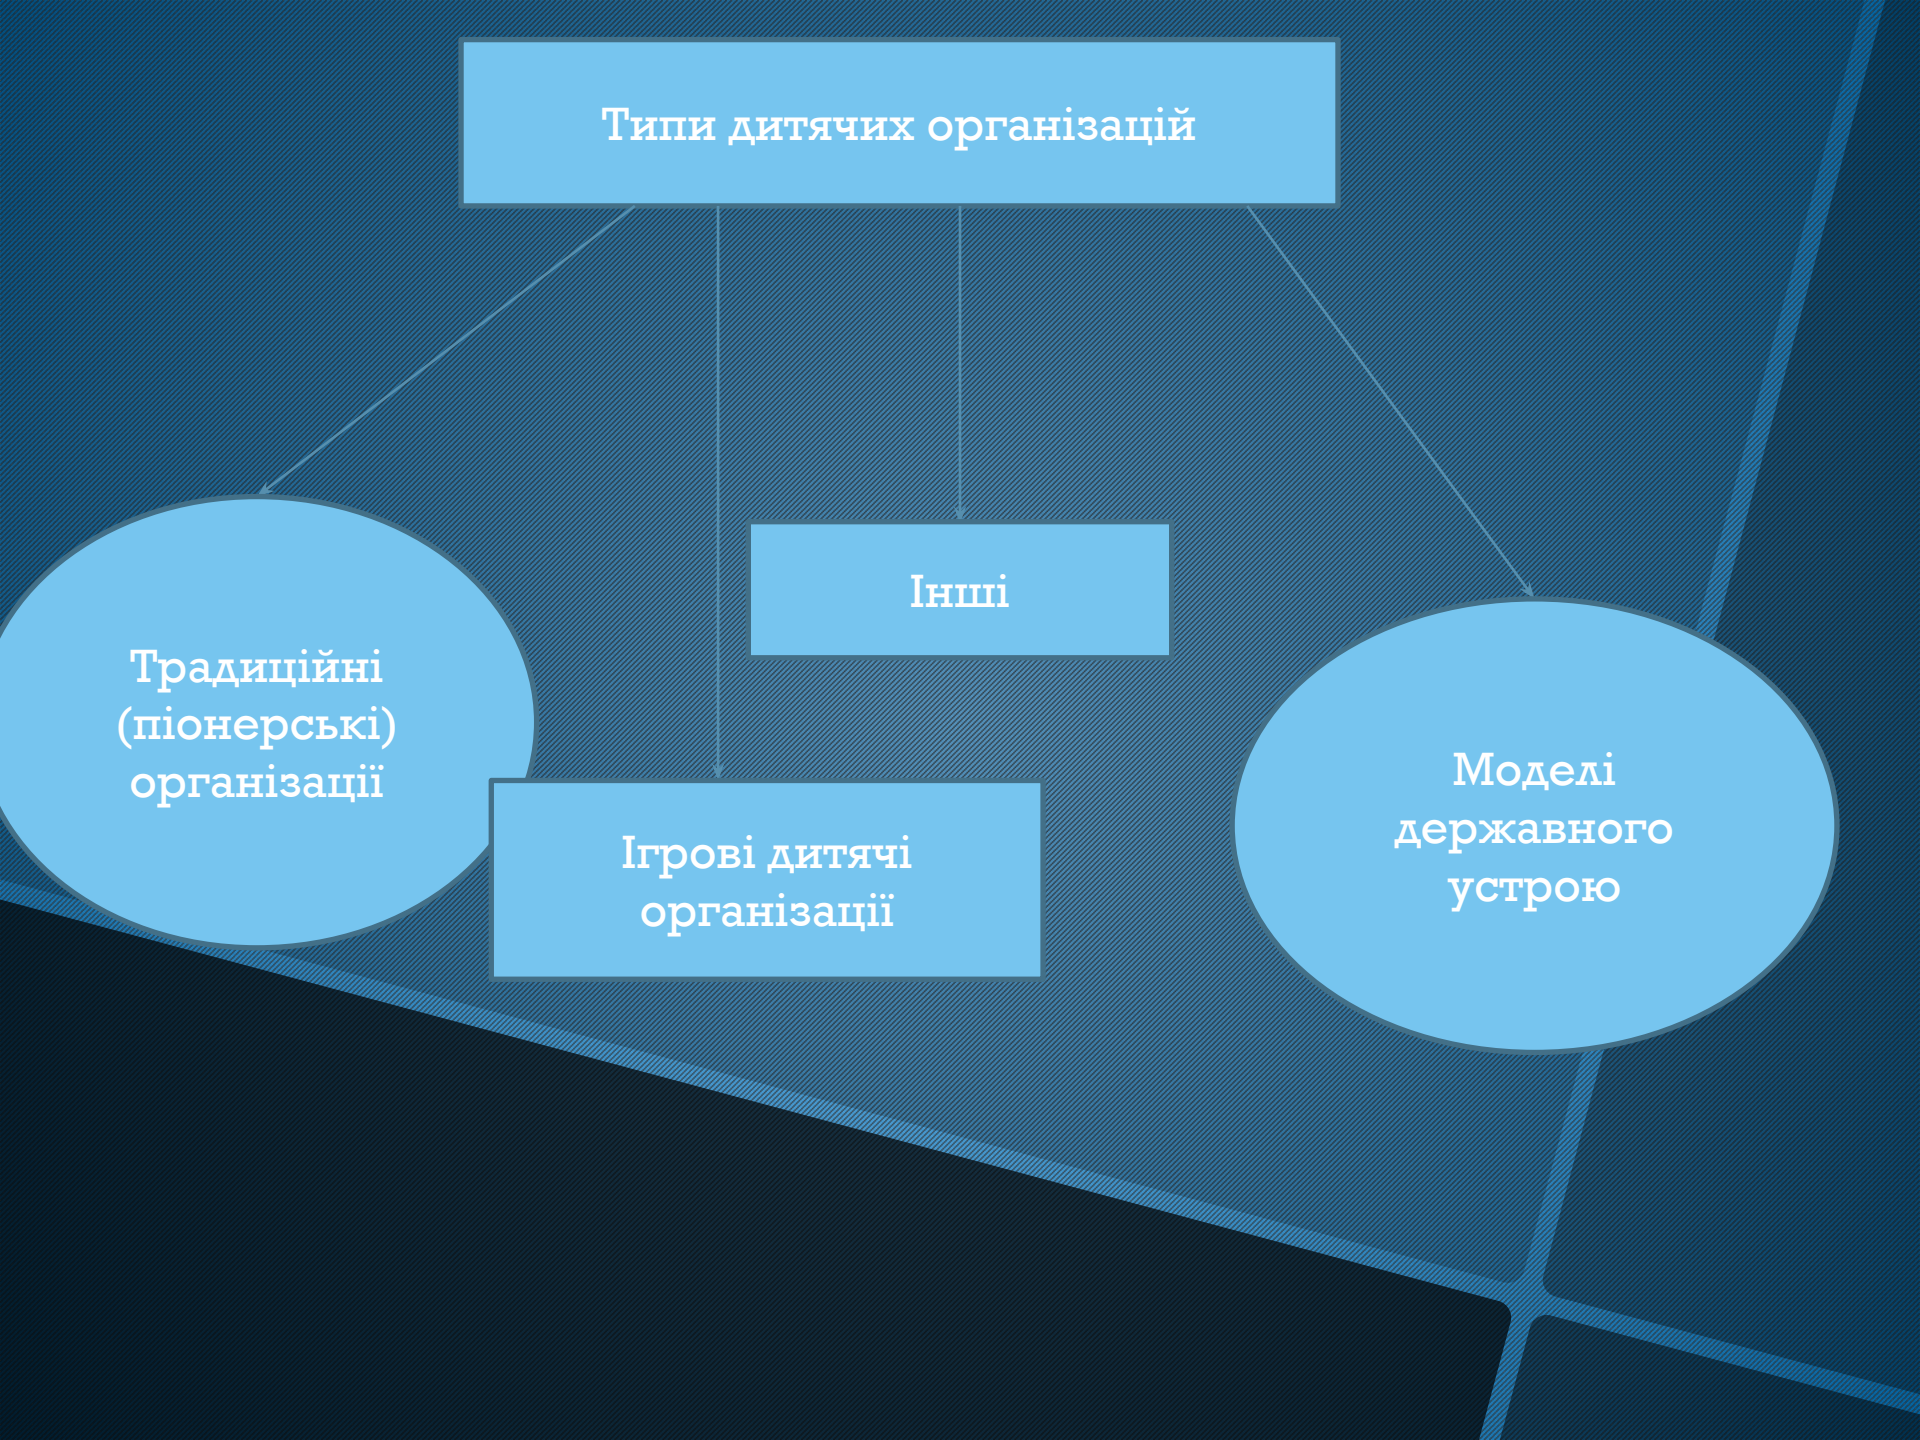 Типи дитячих організацій
Традиційні
(піонерські)
організації
Ігрові дитячі
організації
Інші
Моделі
державного
устрою